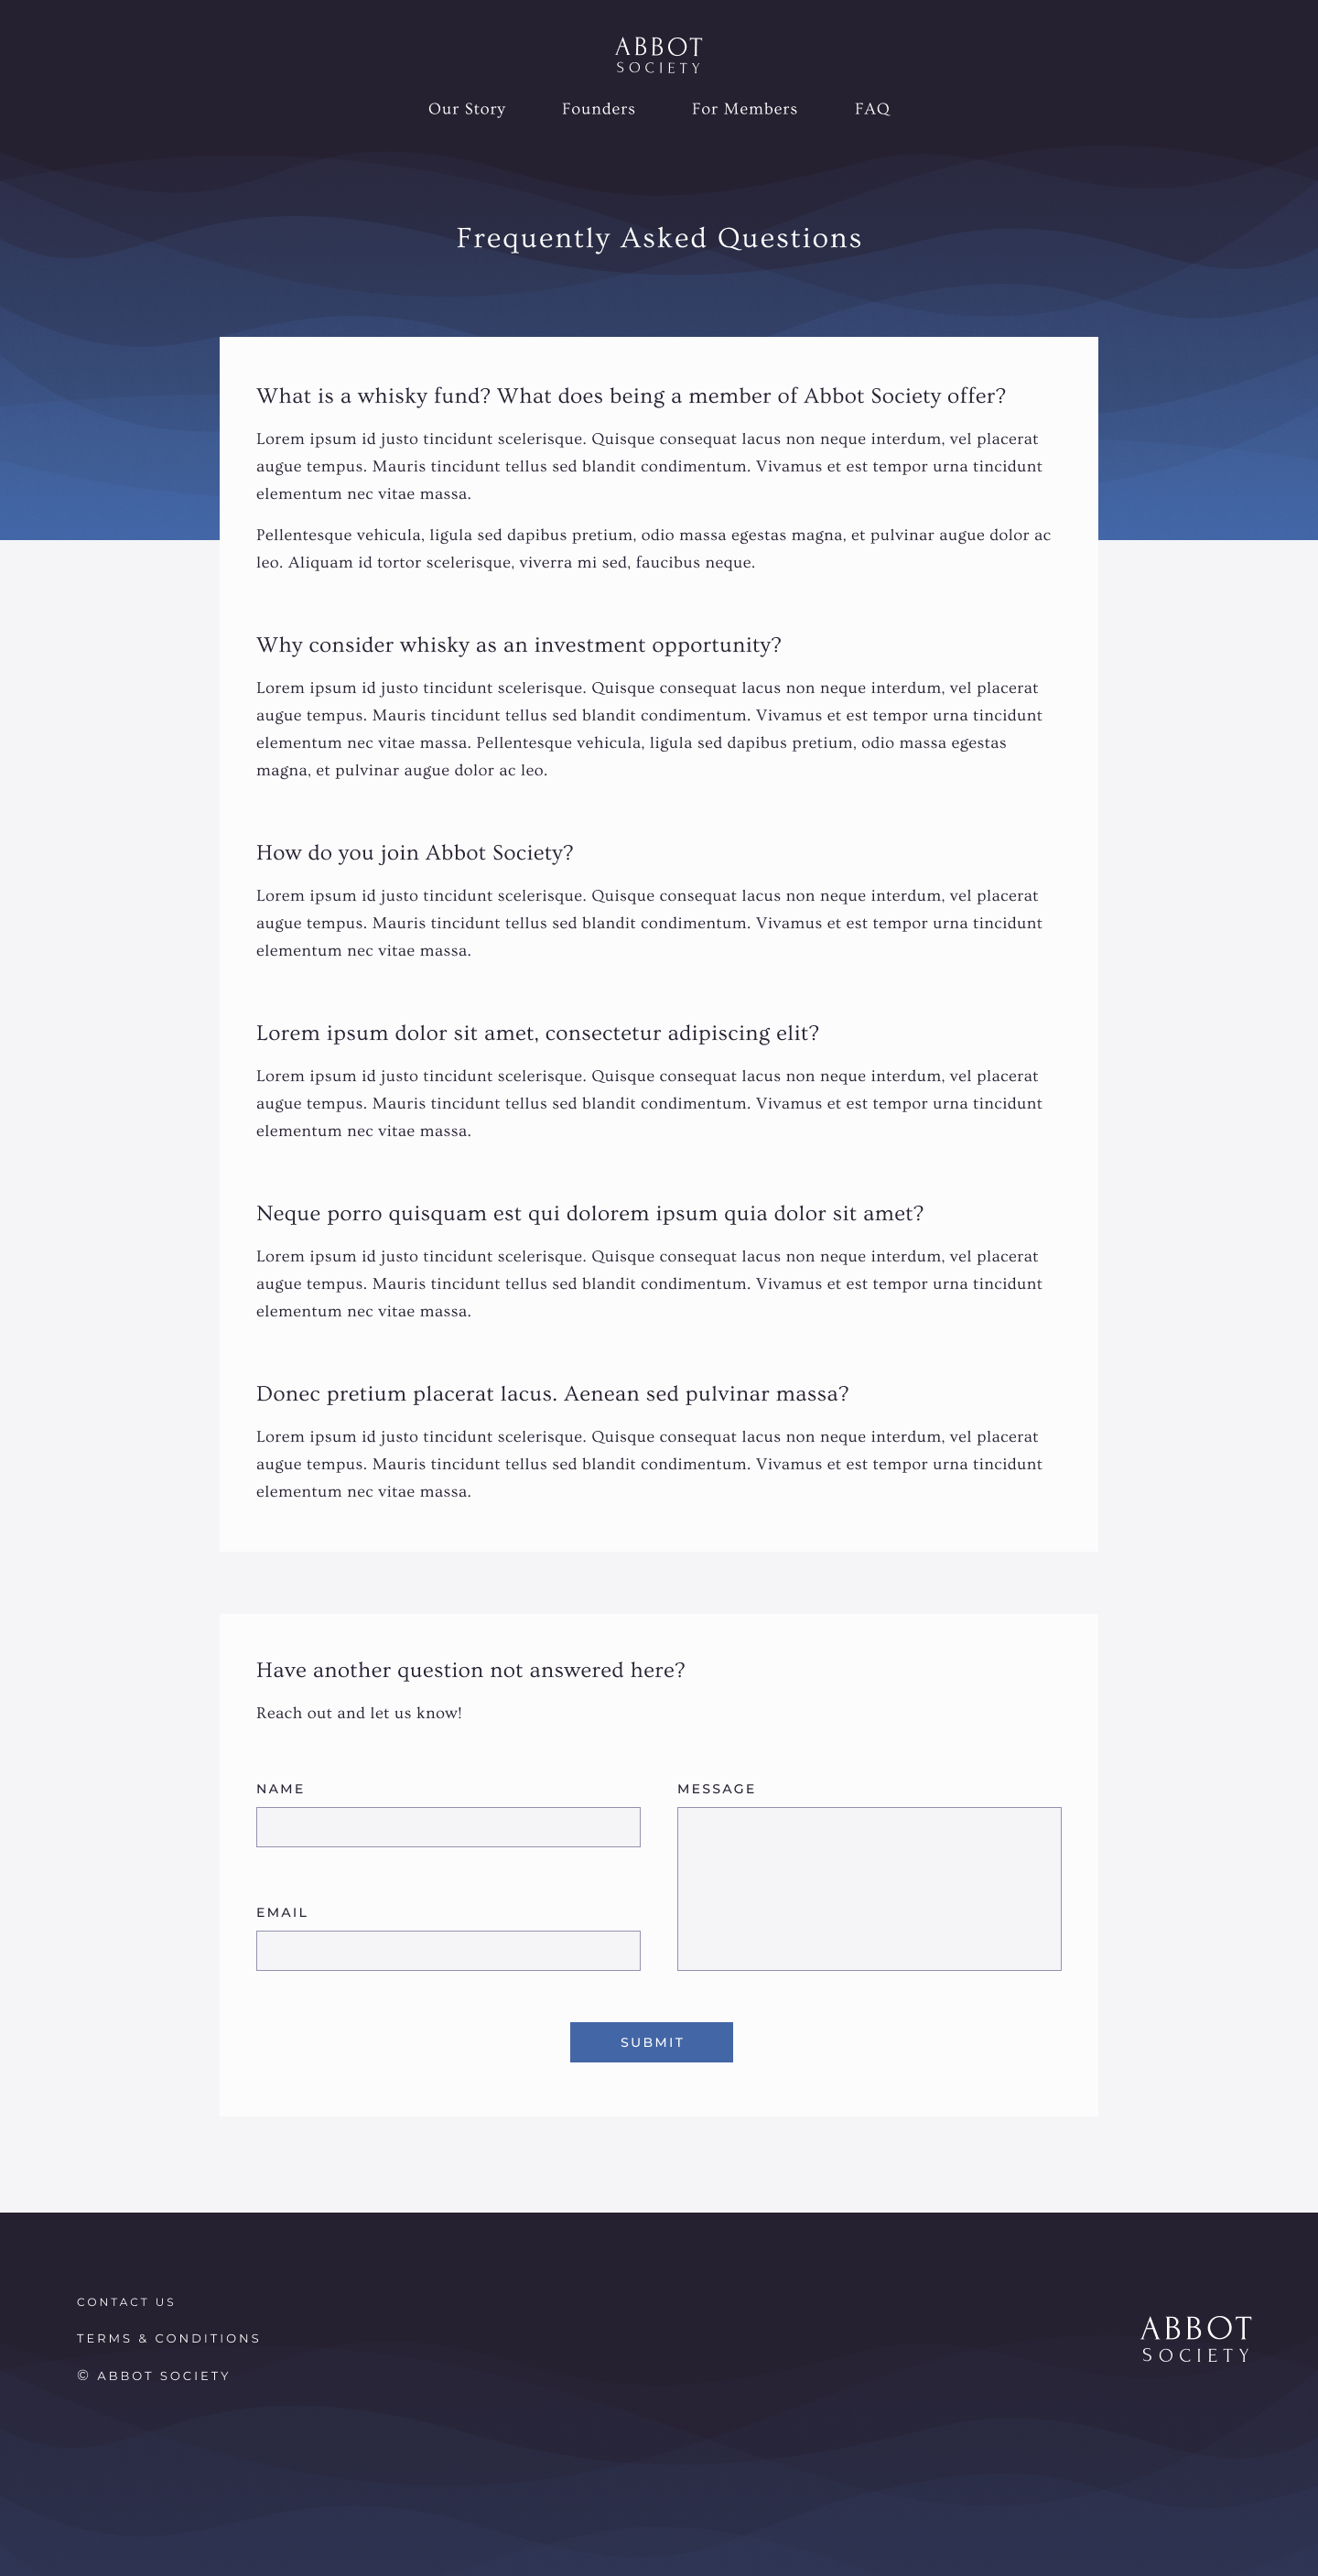 ABBOT
SOCIETY
Our Story Founders For Members FAQ
Frequently Asked Questions
What is a whisky fund? What does being a member of Abbot Society offer?
Lorem ipsum id justo tincidunt scelerisque. Quisque consequat lacus non neque interdum, vel placerat
augue tempus. Mauris tincidunt tellus sed blandit condimentum. Vivamus et est tempor urna tincidunt
elementum nec vitae massa.
Pellentesque vehicula, ligula sed dapibus pretium, odio massa egestas magna, et pulvinar augue dolor ac
leo. Aliquam id tortor scelerisque, viverra mi sed, faucibus neque.
Why consider whisky as an investment opportunity?
Lorem ipsum id justo tincidunt scelerisque. Quisque consequat lacus non neque interdum, vel placerat
augue tempus. Mauris tincidunt tellus sed blandit condimentum. Vivamus et est tempor urna tincidunt
elementum nec vitae massa. Pellentesque vehicula, ligula sed dapibus pretium, odio massa egestas
magna, et pulvinar augue dolor ac leo.
How do you join Abbot Society?
Lorem ipsum id justo tincidunt scelerisque. Quisque consequat lacus non neque interdum, vel placerat
augue tempus. Mauris tincidunt tellus sed blandit condimentum. Vivamus et est tempor urna tincidunt
elementum nec vitae massa.
Lorem ipsum dolor sit amet, consectetur adipiscing elit?
Lorem ipsum id justo tincidunt scelerisque. Quisque consequat lacus non neque interdum, vel placerat
augue tempus. Mauris tincidunt tellus sed blandit condimentum. Vivamus et est tempor urna tincidunt
elementum nec vitae massa.
Neque porro quisquam est qui dolorem ipsum quia dolor sit amet?
Lorem ipsum id justo tincidunt scelerisque. Quisque consequat lacus non neque interdum, vel placerat
augue tempus. Mauris tincidunt tellus sed blandit condimentum. Vivamus et est tempor urna tincidunt
elementum nec vitae massa.
Donec pretium placerat lacus. Aenean sed pulvinar massa?
Lorem ipsum id justo tincidunt scelerisque. Quisque consequat lacus non neque interdum, vel placerat
augue tempus. Mauris tincidunt tellus sed blandit condimentum. Vivamus et est tempor urna tincidunt
elementum nec vitae massa.
Have another question not answered here?
Reach out and let us know!
NAME
EMAIL
MESSAGE
SUBMIT
CONTACT US
TERMS & CONDITIONS
© ABBOT SOCIETY
ABBOT
SOCIETY